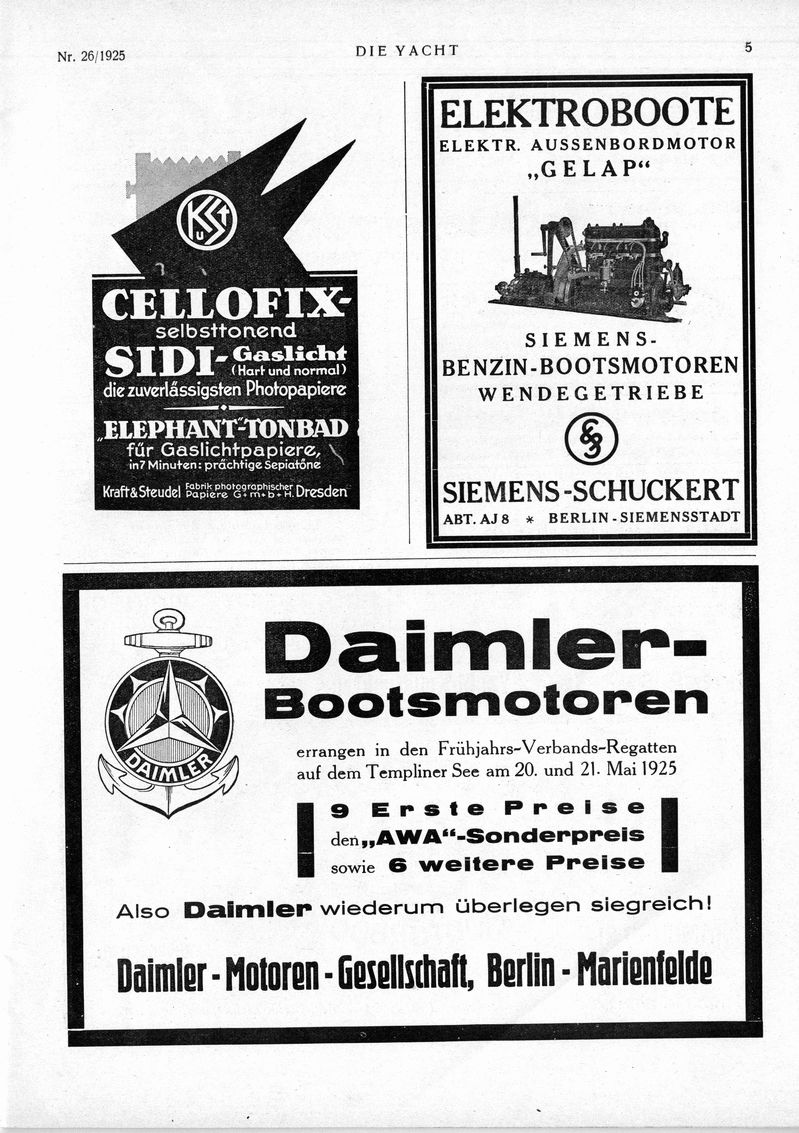 Nr. 26/1925
DIE YACHT
5
KuSt
CELLOFIX-
selbsttonend
SIDI-Gaslicht
(Hart und normal)
die zuverlässigsten Photopapiere
„ELEPHANT"-TONBAD
für Gaslichtpapiere,
in 7 Minuten: prächtige Sepiatöne
Kraft & Steudel Fabrik photographischer Papiere G.m.b.H. Dresden
ELEKTROBOOTE
ELEKTR. AUSSENBORDMOTOR
„GELAP“
SIEMENS-
BENZIN-BOOTSMOTOREN
WENDEGETRIEBE
SIEMENS-SCHUCKERT
ABT. AJ 8 * BERLIN-SIEMENSSTADT
DAIMLER
Daimler-
Bootsmotoren
errangen in den Frühjahrs-Verbands-Regatten
auf dem Templiner See am 20. und 21. Mai 1925
9 Erste Preise
den „AWA“-Sonderpreis
sowie 6 weitere Preise
Also Daimler wiederum überlegen siegreich!
Daimler-Motoren-Gesellschaft, Berlin-Marienfelde